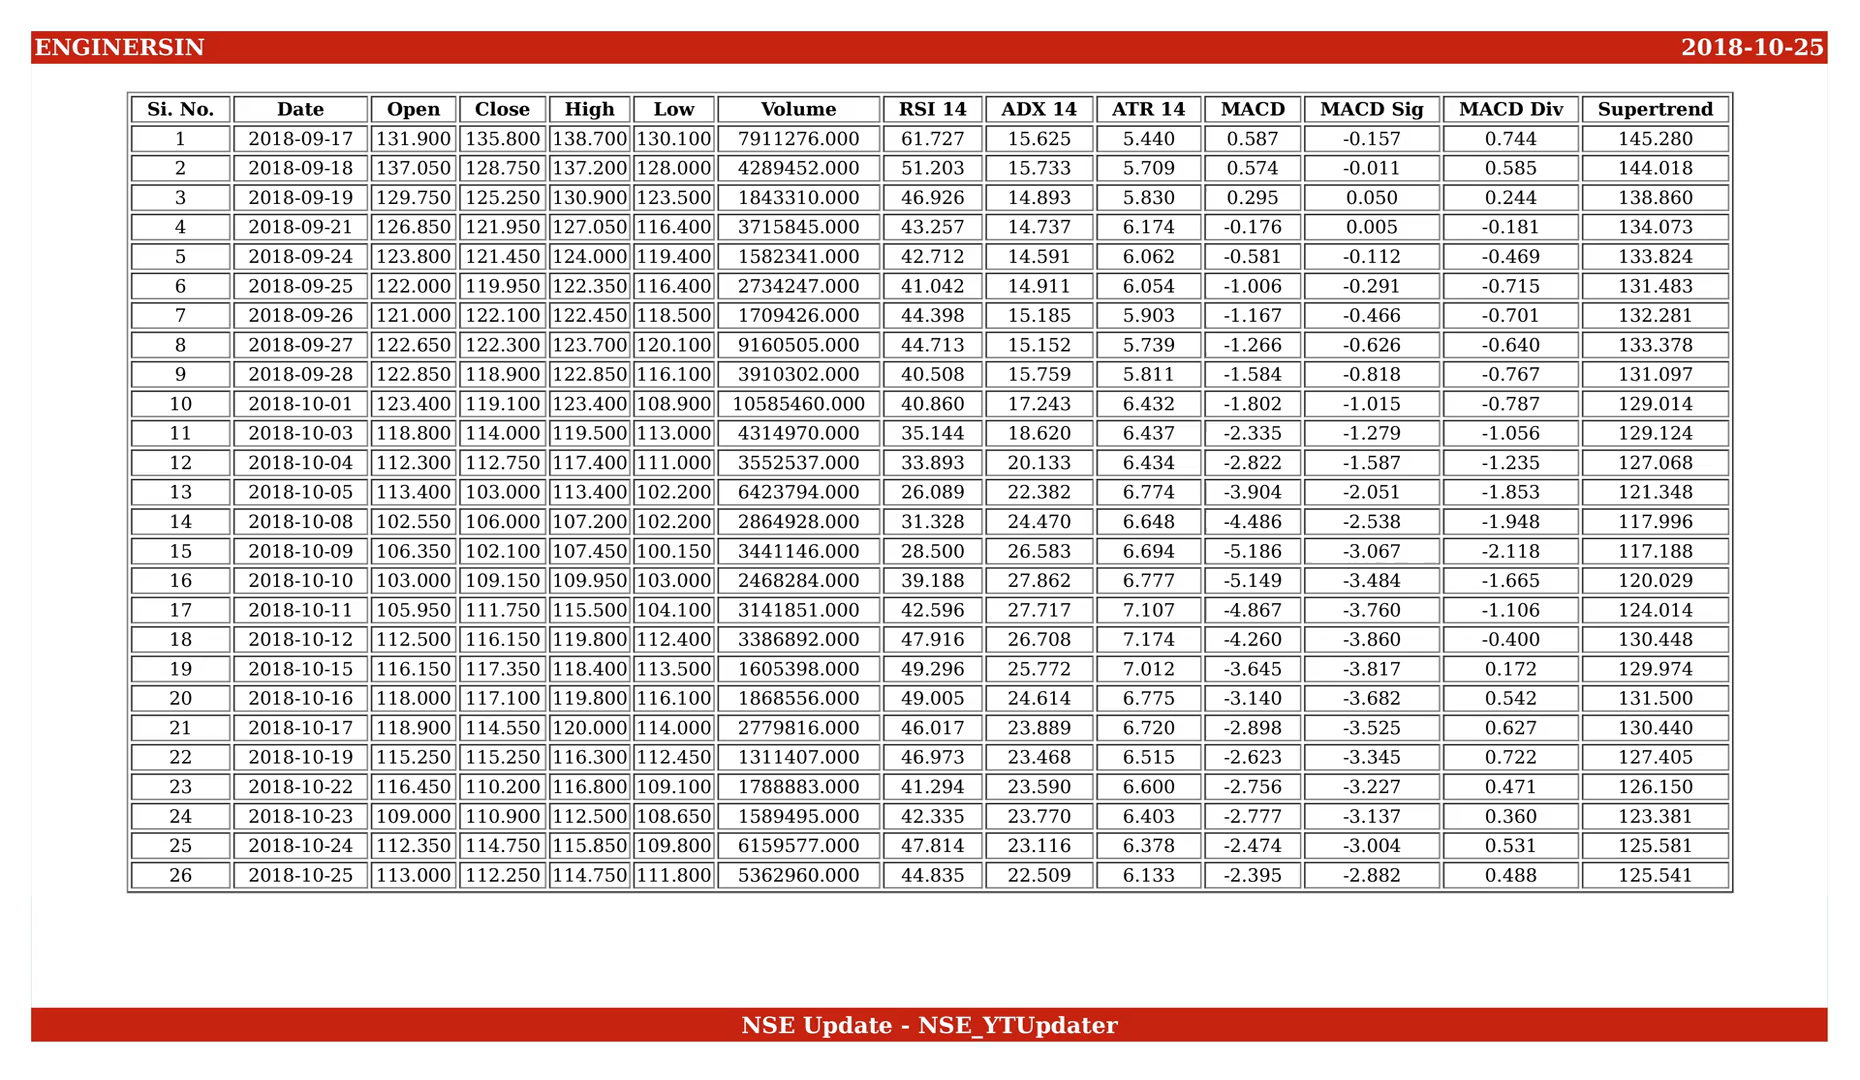 ENGINERSIN 2018-10-25
Si. No. Date Open Close High Low Volume RSI 14 ADX 14 ATR 14 MACD MACD Sig MACD Div Supertrend
1 2018-09-17 131.900 135.800 138.700 130.100 7911276.000 61.727 15.625 5.440 0.587 -0.157 0.744 145.280
2 2018-09-18 137.050 128.750 137.200 128.000 4289452.000 51.203 15.733 5.709 0.574 -0.011 0.585 144.018
3 2018-09-19 129.750 125.250 130.900 123.500 1843310.000 46.926 14.893 5.830 0.295 0.050 0.244 138.860
4 2018-09-21 126.850 121.950 127.050 116.400 3715845.000 43.257 14.737 6.174 -0.176 0.005 -0.181 134.073
5 2018-09-24 123.800 121.450 124.000 119.400 1582341.000 42.712 14.591 6.062 -0.581 -0.112 -0.469 133.824
6 2018-09-25 122.000 119.950 122.350 116.400 2734247.000 41.042 14.911 6.054 -1.006 -0.291 -0.715 131.483
7 2018-09-26 121.000 122.100 122.450 118.500 1709426.000 44.398 15.185 5.903 -1.167 -0.466 -0.701 132.281
8 2018-09-27 122.650 122.300 123.700 120.100 9160505.000 44.713 15.152 5.739 -1.266 -0.626 -0.640 133.378
9 2018-09-28 122.850 118.900 122.850 116.100 3910302.000 40.508 15.759 5.811 -1.584 -0.818 -0.767 131.097
10 2018-10-01 123.400 119.100 123.400 108.900 10585460.000 40.860 17.243 6.432 -1.802 -1.015 -0.787 129.014
11 2018-10-03 118.800 114.000 119.500 113.000 4314970.000 35.144 18.620 6.437 -2.335 -1.279 -1.056 129.124
12 2018-10-04 112.300 112.750 117.400 111.000 3552537.000 33.893 20.133 6.434 -2.822 -1.587 -1.235 127.068
13 2018-10-05 113.400 103.000 113.400 102.200 6423794.000 26.089 22.382 6.774 -3.904 -2.051 -1.853 121.348
14 2018-10-08 102.550 106.000 107.200 102.200 2864928.000 31.328 24.470 6.648 -4.486 -2.538 -1.948 117.996
15 2018-10-09 106.350 102.100 107.450 100.150 3441146.000 28.500 26.583 6.694 -5.186 -3.067 -2.118 117.188
16 2018-10-10 103.000 109.150 109.950 103.000 2468284.000 39.188 27.862 6.777 -5.149 -3.484 -1.665 120.029
17 2018-10-11 105.950 111.750 115.500 104.100 3141851.000 42.596 27.717 7.107 -4.867 -3.760 -1.106 124.014
18 2018-10-12 112.500 116.150 119.800 112.400 3386892.000 47.916 26.708 7.174 -4.260 -3.860 -0.400 130.448
19 2018-10-15 116.150 117.350 118.400 113.500 1605398.000 49.296 25.772 7.012 -3.645 -3.817 0.172 129.974
20 2018-10-16 118.000 117.100 119.800 116.100 1868556.000 49.005 24.614 6.775 -3.140 -3.682 0.542 131.500
21 2018-10-17 118.900 114.550 120.000 114.000 2779816.000 46.017 23.889 6.720 -2.898 -3.525 0.627 130.440
22 2018-10-19 115.250 115.250 116.300 112.450 1311407.000 46.973 23.468 6.515 -2.623 -3.345 0.722 127.405
23 2018-10-22 116.450 110.200 116.800 109.100 1788883.000 41.294 23.590 6.600 -2.756 -3.227 0.471 126.150
24 2018-10-23 109.000 110.900 112.500 108.650 1589495.000 42.335 23.770 6.403 -2.777 -3.137 0.360 123.381
25 2018-10-24 112.350 114.750 115.850 109.800 6159577.000 47.814 23.116 6.378 -2.474 -3.004 0.531 125.581
26 2018-10-25 113.000 112.250 114.750 111.800 5362960.000 44.835 22.509 6.133 -2.395 -2.882 0.488 125.541
NSE Update - NSE_YTUpdater